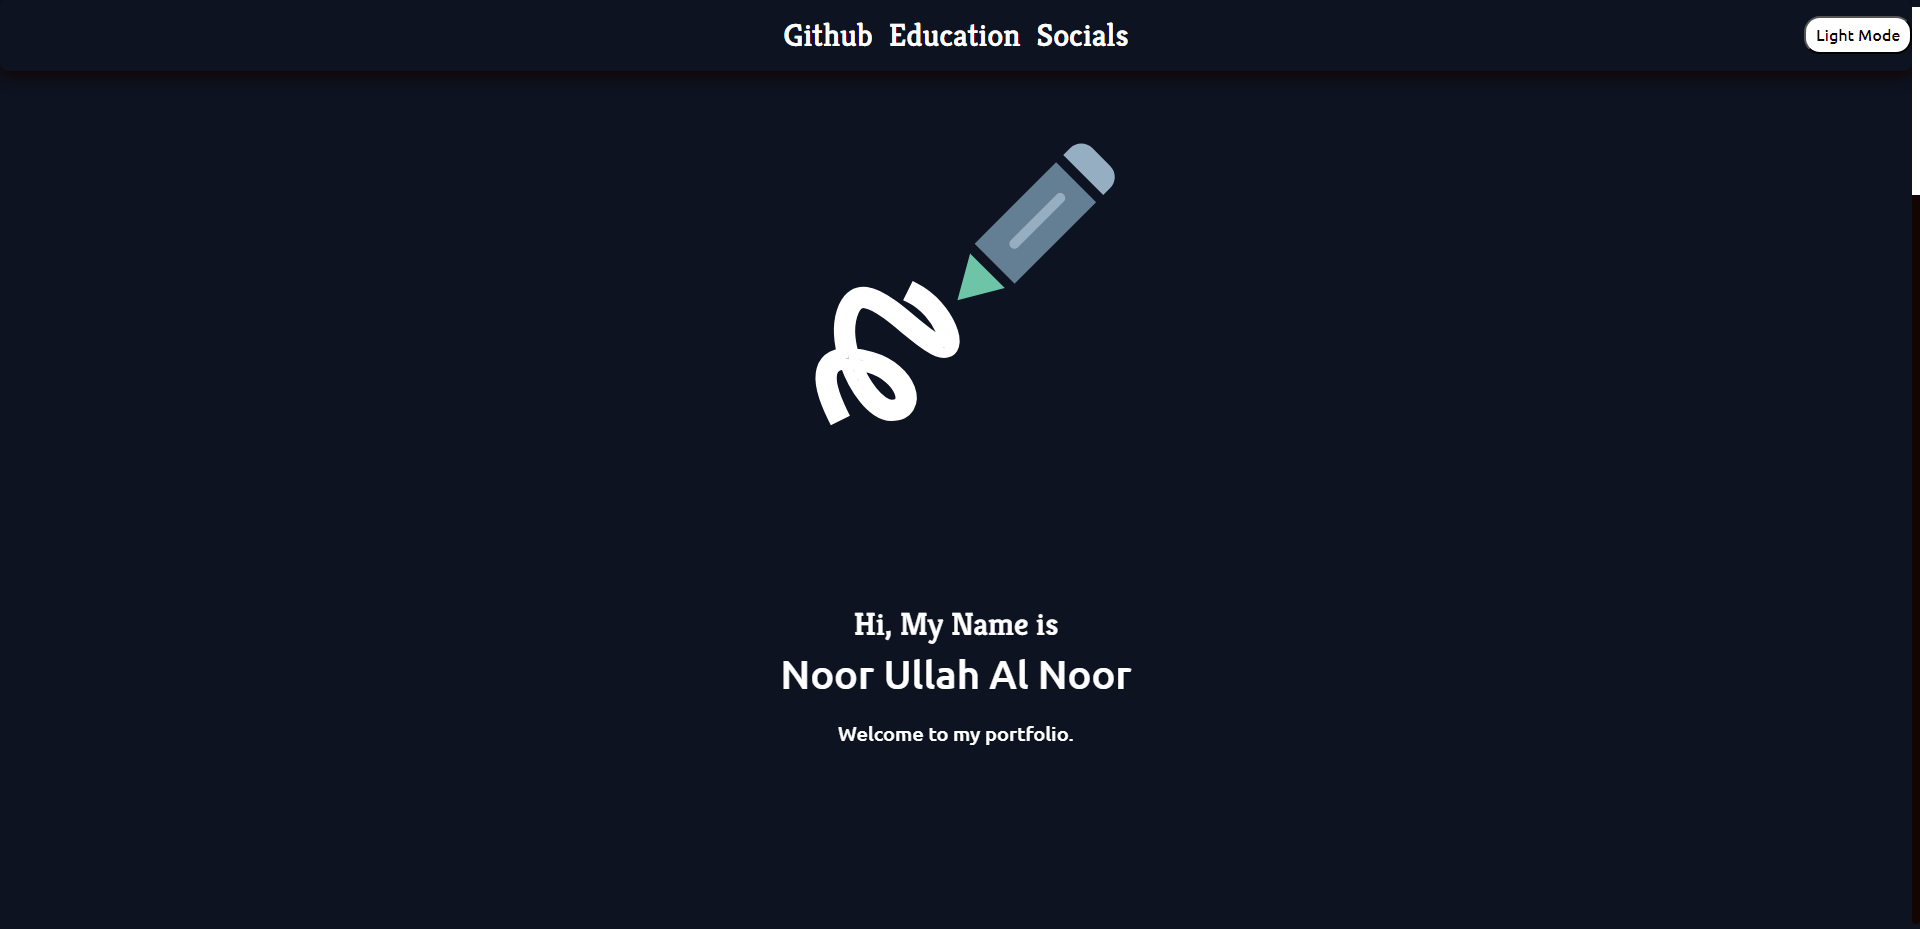 Github Education Socials
Light Mode
Hi, My Name is
Noor Ullah Al Noor
Welcome to my portfolio.